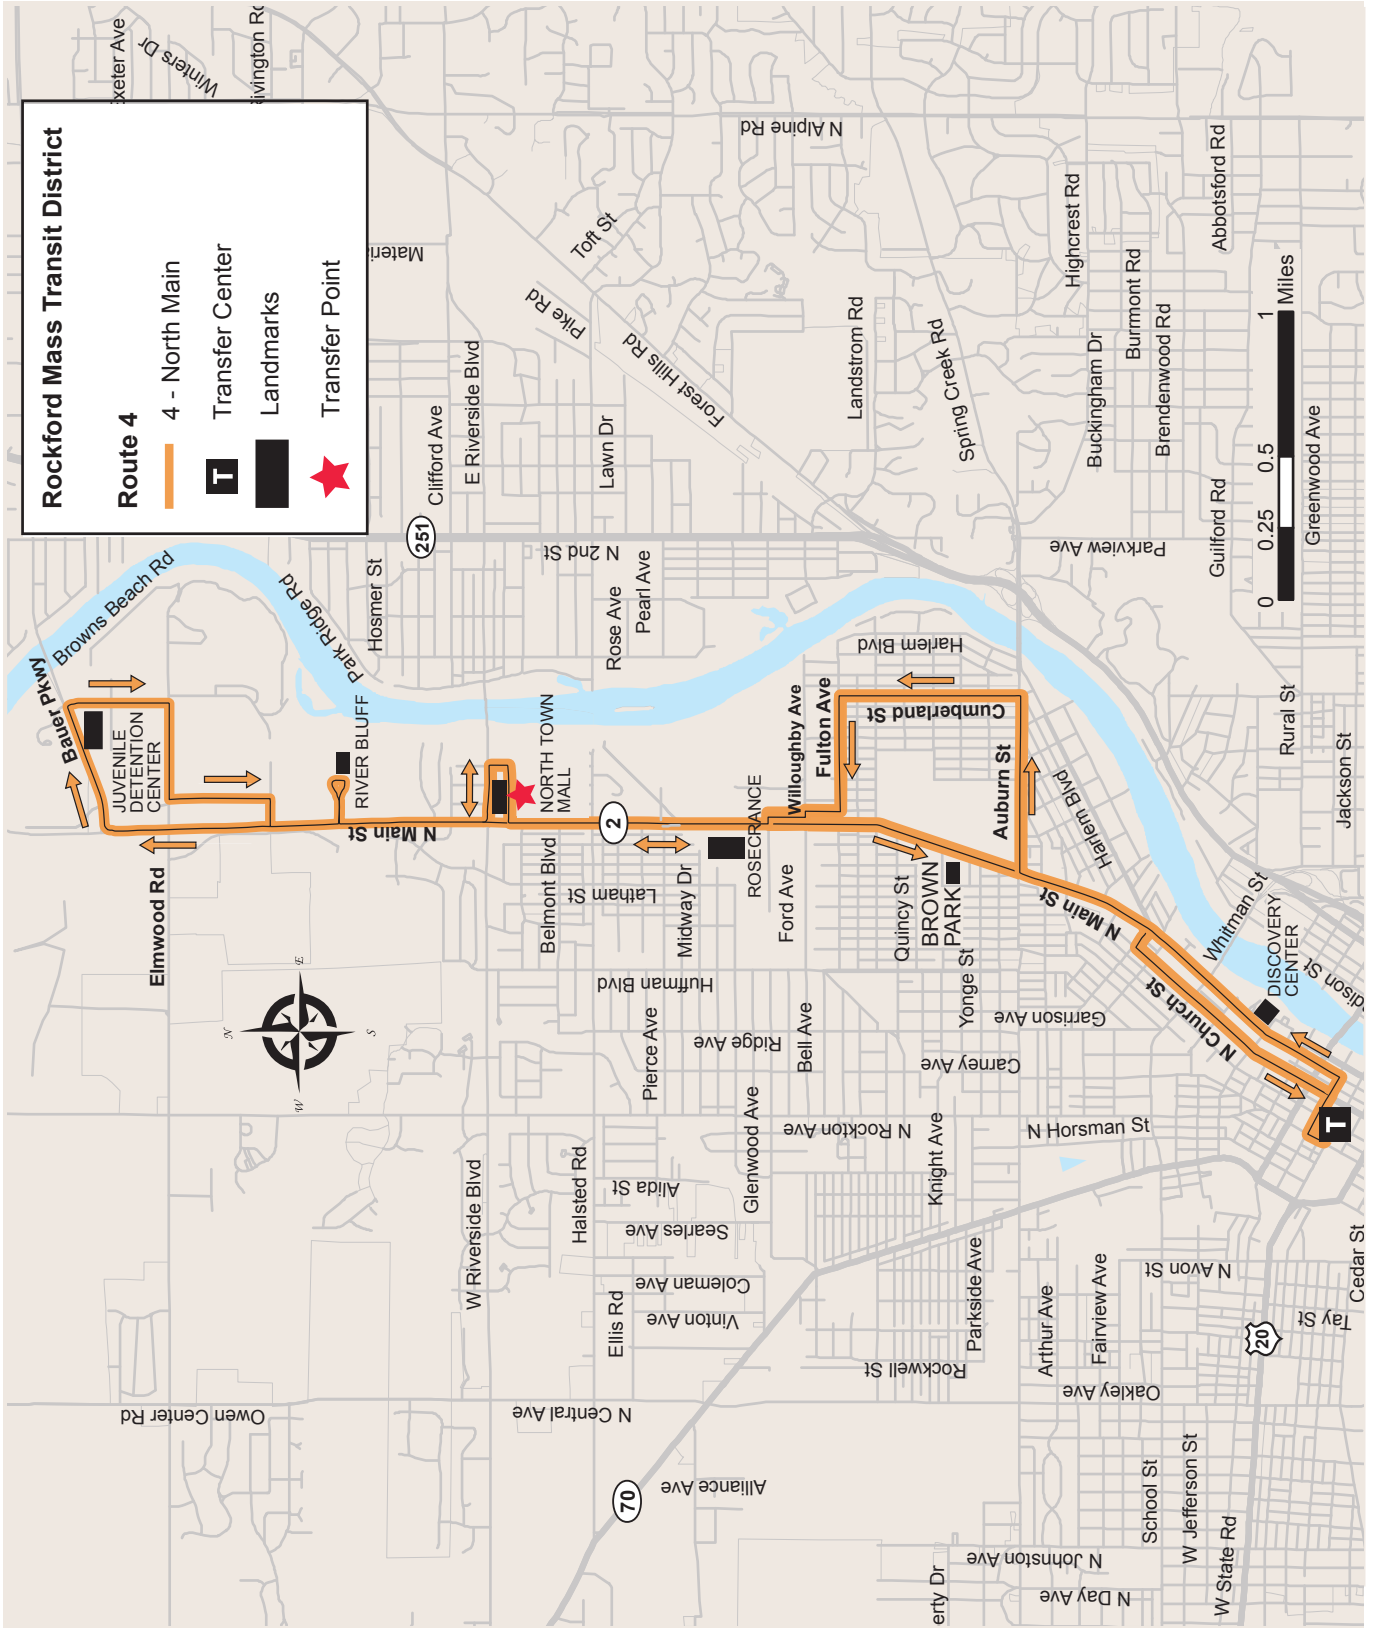 Rockford Mass Transit District
Route 4
4 - North Main
T
Transfer Center
Landmarks
Transfer Point
Winters Dr
Browns Beach Rd
Park Ridge Rd
Hosmer St
Clifford Ave
E Riverside Blvd
251
N 2nd St
Lawn Dr
Pike Rd
Toft St
Forest Hills Rd
N Alpine Rd
Landstrom Rd
Spring Creek Rd
Highcrest Rd
Buckingham Dr
Burrmont Rd
Brendenwood Rd
Abbotsford Rd
Guilford Rd
Greenwood Ave
Parkview Ave
0 0.25 0.5 1 Miles
Rose Ave
Pearl Ave
Bauer Pkwy
JUVENILE
DETENTION
CENTER
Elmwood Rd
RIVER BLUFF
N Main St
NORTH TOWN
MALL
2
Belmont Blvd
Latham St
Midway Dr
ROSECRANCE
Willoughby Ave
Fulton Ave
Cumberland St
Harlem Blvd
Auburn St
Ford Ave
Quincy St
BROWN
PARK
Yonge St
N Main St
Harlem Blvd
N Church St
Whitman St
DISCOVERY
CENTER
Rural St
Jackson St
T
N
E
S
W
Huffman Blvd
Pierce Ave
Ridge Ave
Bell Ave
Garrison Ave
Carney Ave
Glenwood Ave
N Rockton Ave
Knight Ave
N Horsman St
W Riverside Blvd
Halsted Rd
Alida St
Searles Ave
Coleman Ave
Vinton Ave
Ellis Rd
Parkside Ave
Rockwell St
Arthur Ave
Fairview Ave
Oakley Ave
N Avon St
Cedar St
Tay St
20
Owen Center Rd
N Central Ave
70
Alliance Ave
School St
W Jefferson St
W State Rd
N Johnston Ave
N Day Ave